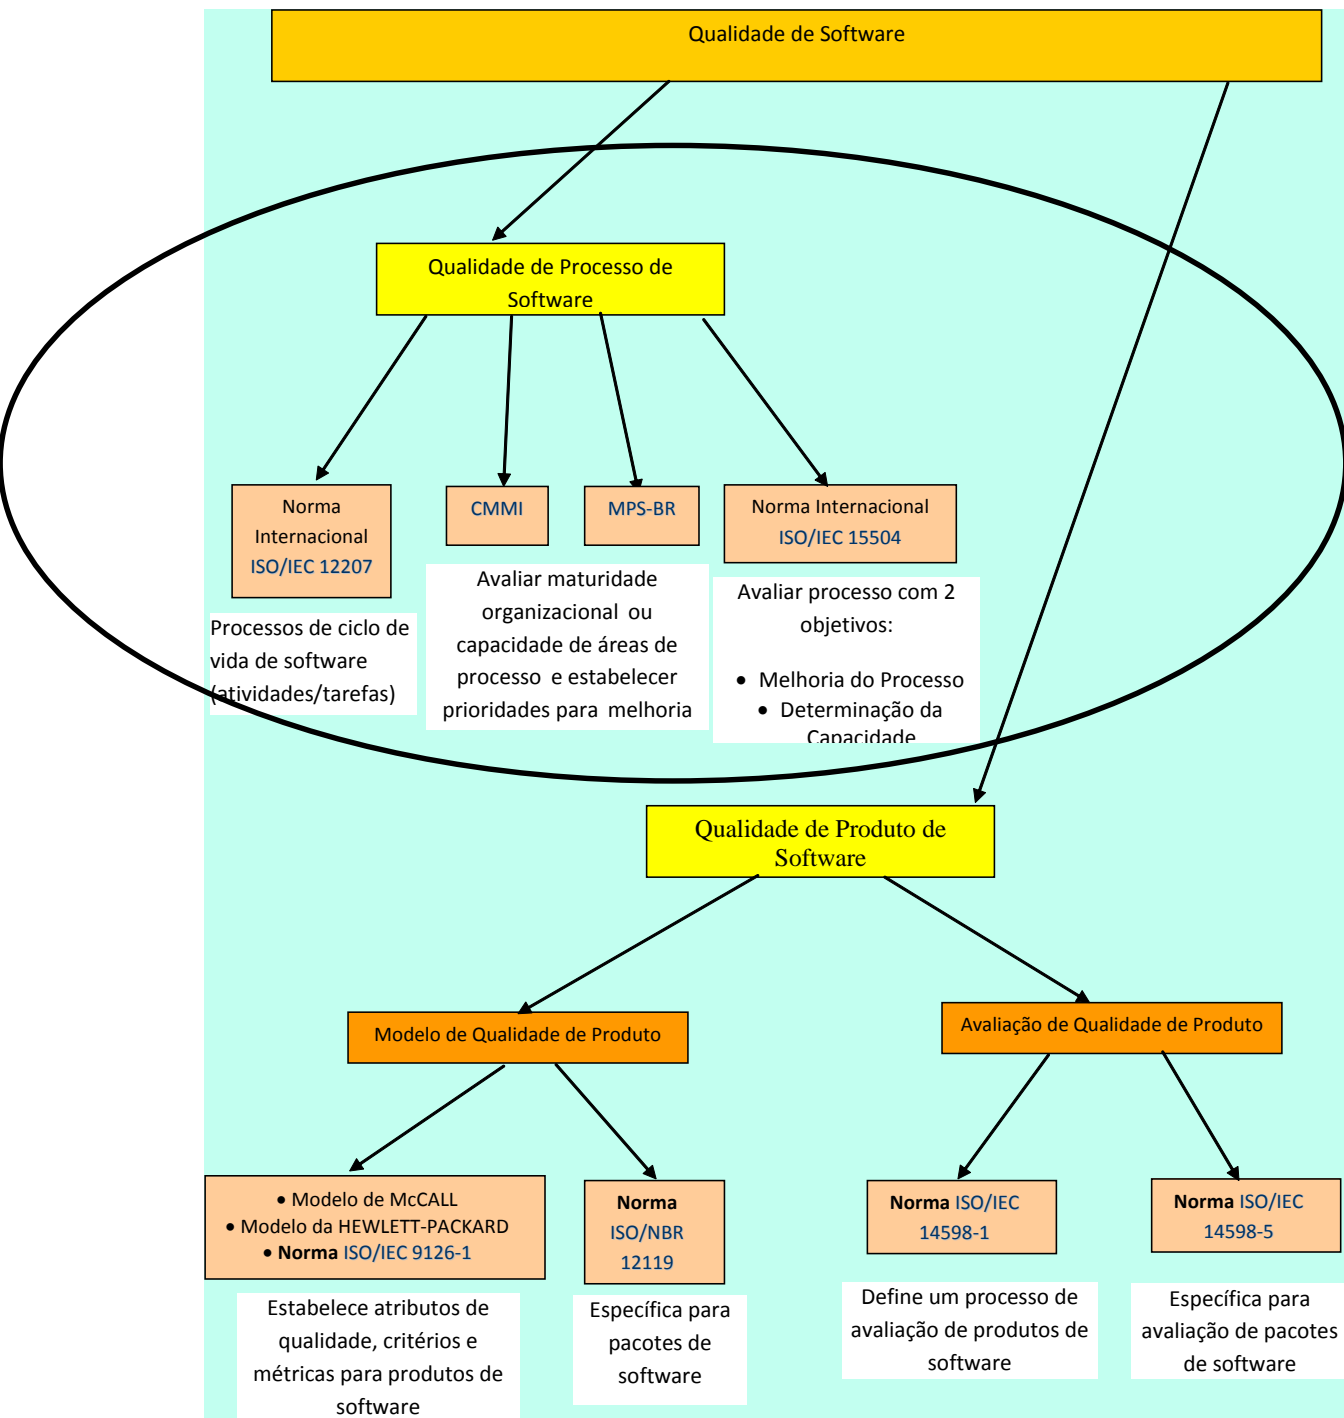 Qualidade de Software
Qualidade de Processo de
Software
Norma
Internacional
ISO/IEC 12207
CMMI
MPS-BR
Norma Internacional
ISO/IEC 15504
Processos de ciclo de
vida de software
(atividades/tarefas)
Avaliar maturidade
organizacional ou
capacidade de áreas de
processo e estabelecer
prioridades para melhoria
Avaliar processo com 2
objetivos:
• Melhoria do Processo
• Determinação da
Capacidade
Qualidade de Produto de
Software
Modelo de Qualidade de Produto
Avaliação de Qualidade de Produto
• Modelo de McCALL
• Modelo da HEWLETT-PACKARD
• Norma ISO/IEC 9126-1
Norma
ISO/NBR
12119
Norma ISO/IEC
14598-1
Norma ISO/IEC
14598-5
Estabelece atributos de
qualidade, critérios e
métricas para produtos de
software
Específica para
pacotes de
software
Define um processo de
avaliação de produtos de
software
Específica para
avaliação de pacotes
de software